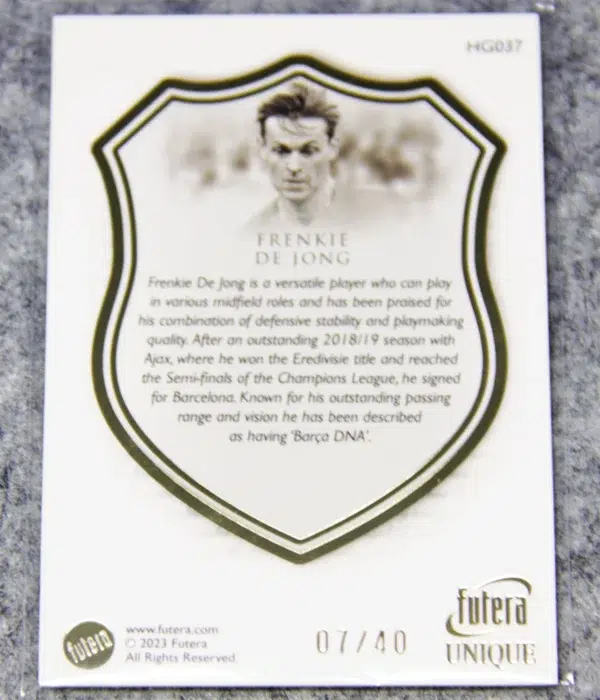 HG037
FRENKIE
DE JONG
Frenkie De Jong is a versatile player who can play
in various midfield roles and has been praised for
his combination of defensive stability and playmaking
quality. After an outstanding 2018/19 season with
Ajax, where he won the Eredivisie title and reached
the Semi-finals of the Champions League, he signed
for Barcelona. Known for his outstanding passing
range and vision he has been described
as having 'Barça DNA'.
futera
www.futera.com
© 2023 Futera
All Rights Reserved
07/40
futera
UNIQUE